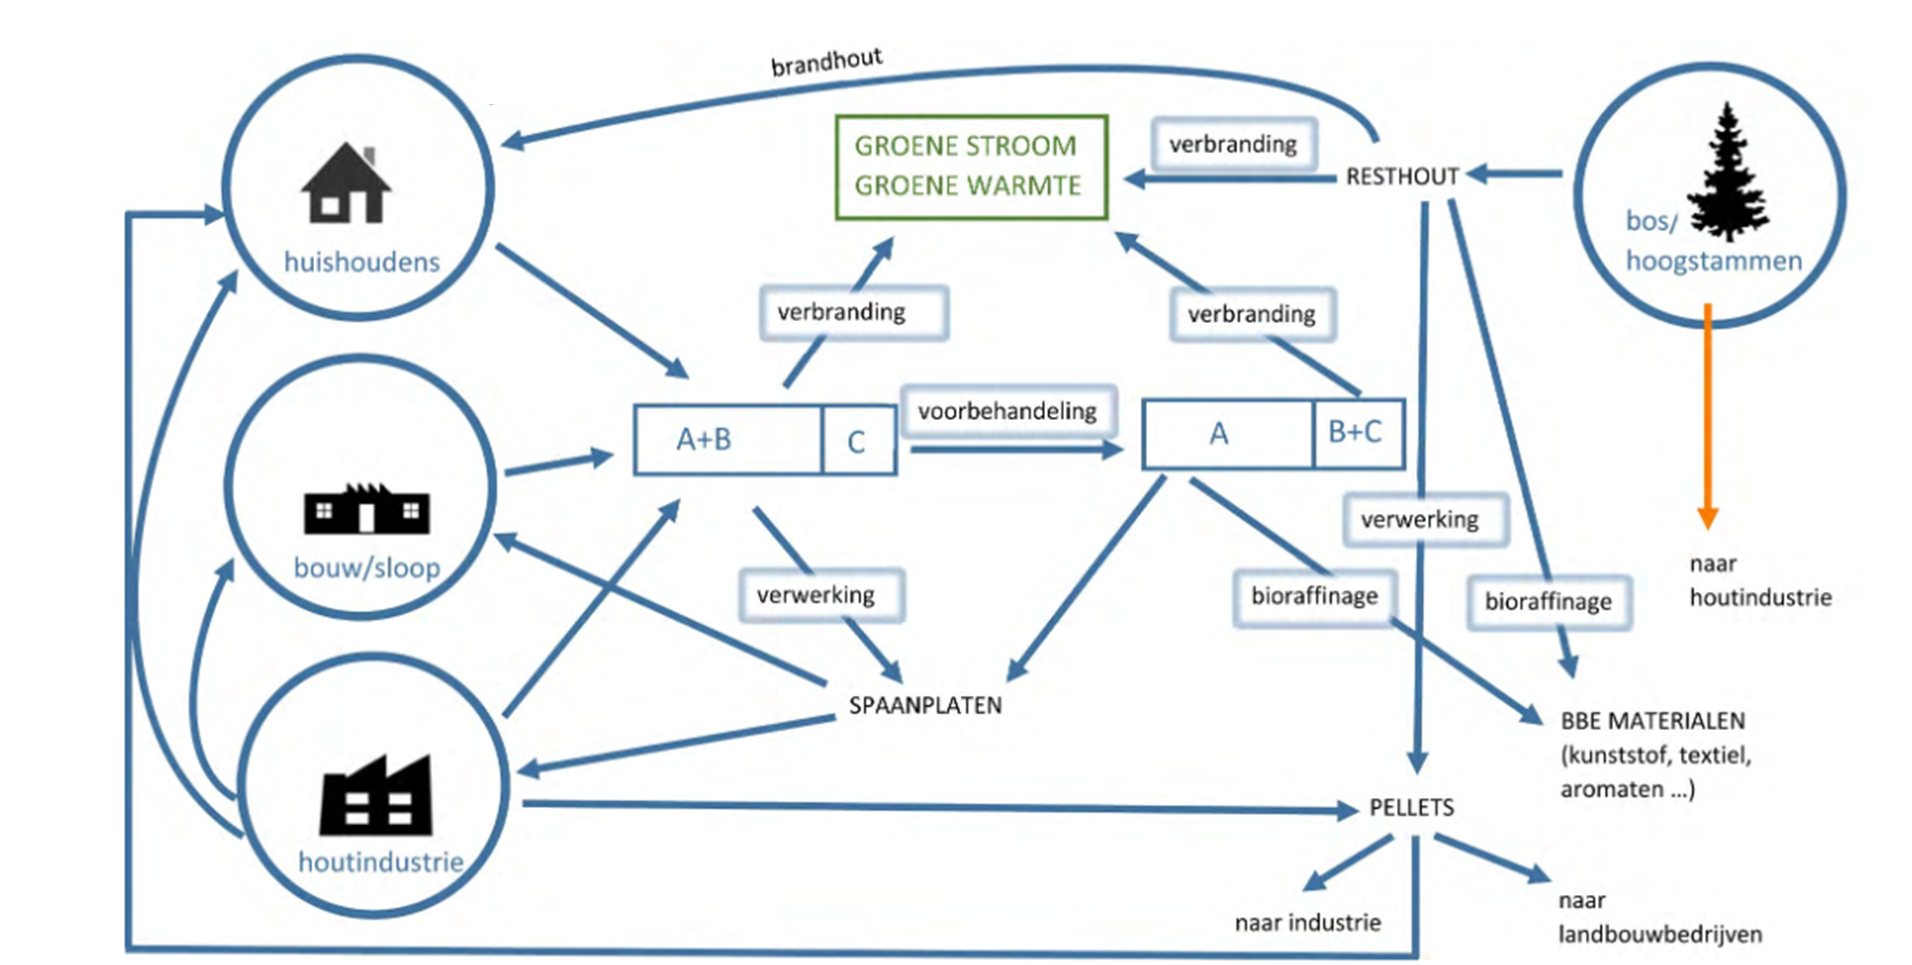 brandhout
GROENE STROOM
GROENE WARMTE
verbranding
RESTHOUT
bos/
hoogstammen
huishoudens
verbranding
verbranding
A+B
C
voorbehandeling
A
B+C
verwerking
bouw/sloop
verwerking
bioraffinage
bioraffinage
naar
houtindustrie
SPAANPLATEN
BBE MATERIALEN
(kunststof, textiel,
aromaten ...)
PELLETS
houtindustrie
naar industrie
naar
landbouwbedrijven